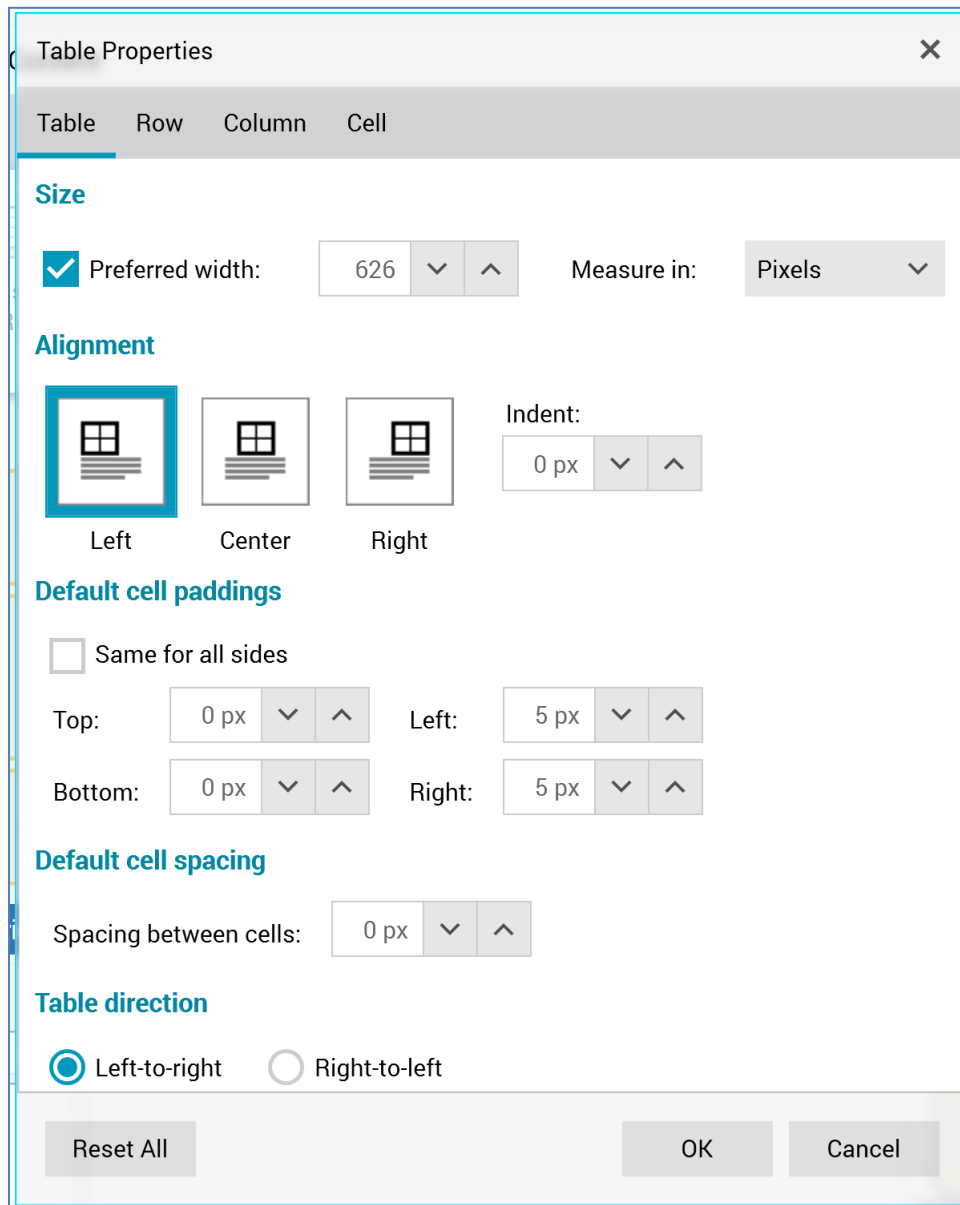 Table Properties
Table Row Column Cell
Size
Preferred width: 626 Measure in: Pixels
Alignment
Indent:
0 px
Left Center Right
Default cell paddings
Same for all sides
Top: 0 px Left: 5 px
Bottom: 0 px Right: 5 px
Default cell spacing
Spacing between cells: 0 px
Table direction
Left-to-right Right-to-left
Reset All OK Cancel